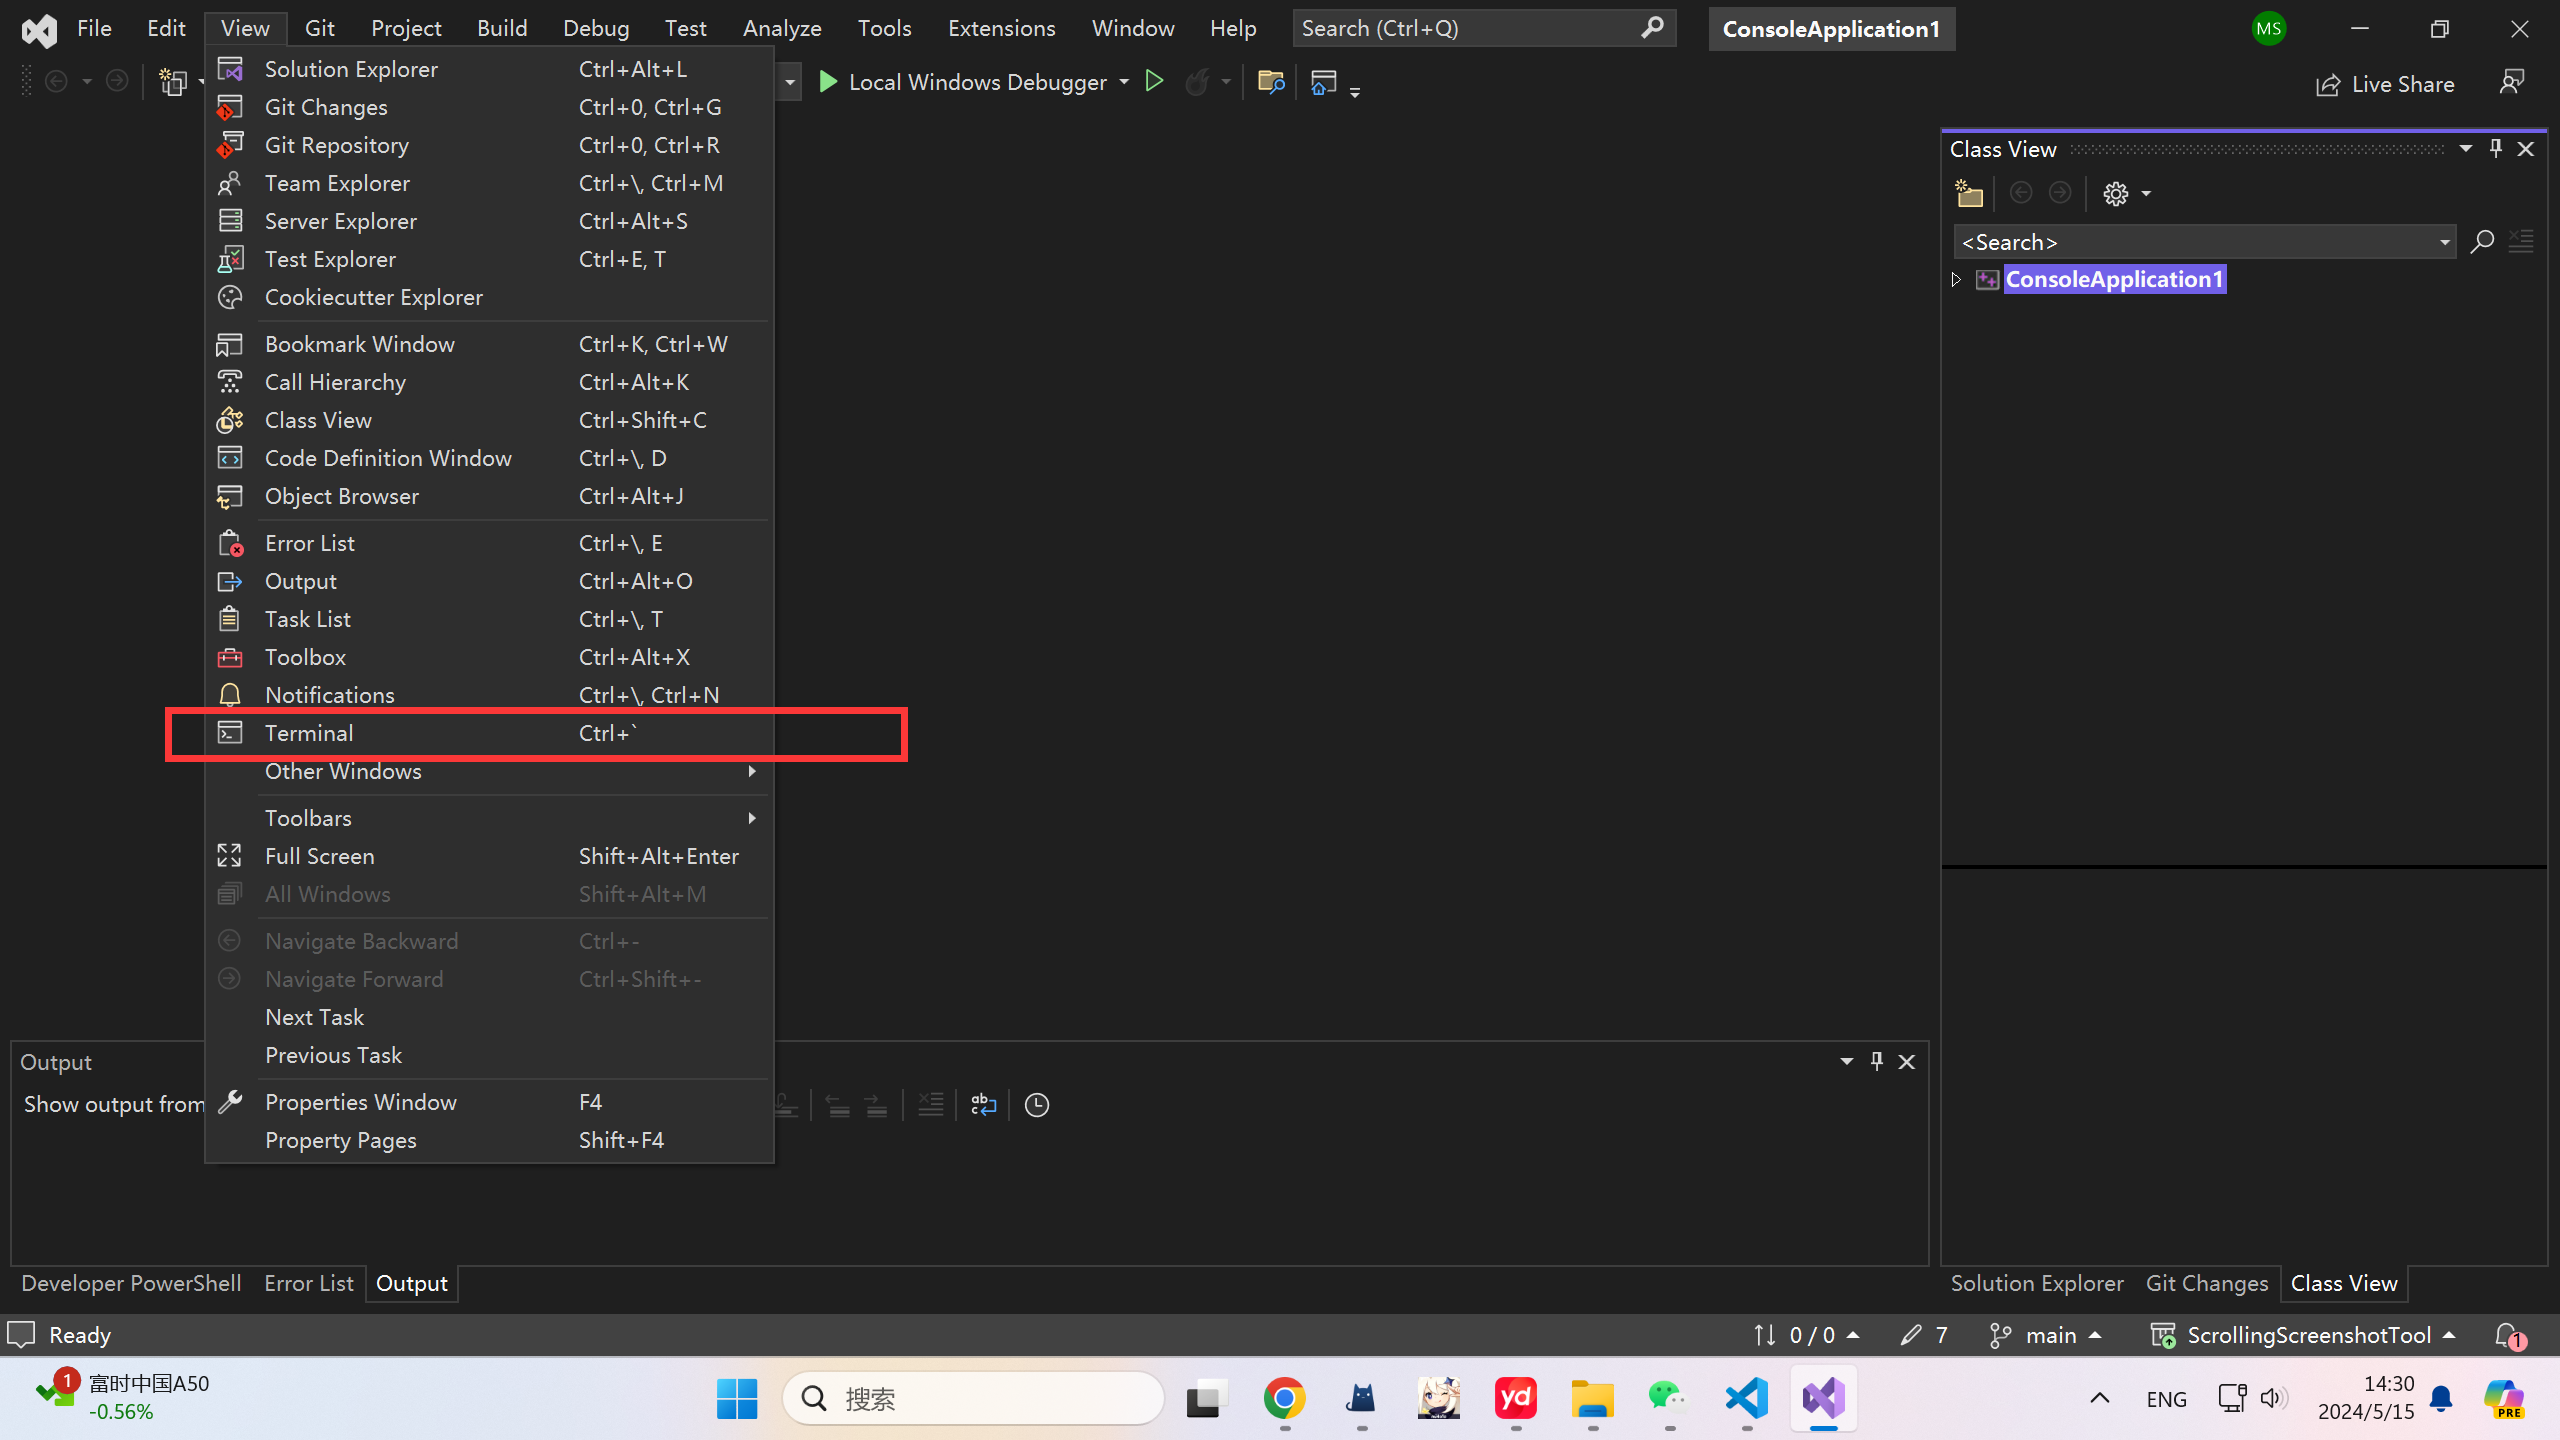 File Edit View Git Project Build Debug Test Analyze Tools Extensions Window Help Search (Ctrl+Q) ConsoleApplication1 MS
Local Windows Debugger Live Share
Solution Explorer Ctrl+Alt+L
Git Changes Ctrl+0, Ctrl+G
Git Repository Ctrl+0, Ctrl+R
Team Explorer Ctrl+\, Ctrl+M
Server Explorer Ctrl+Alt+S
Test Explorer Ctrl+E, T
Cookiecutter Explorer
Bookmark Window Ctrl+K, Ctrl+W
Call Hierarchy Ctrl+Alt+K
Class View Ctrl+Shift+C
Code Definition Window Ctrl+\, D
Object Browser Ctrl+Alt+J
Error List Ctrl+\, E
Output Ctrl+Alt+O
Task List Ctrl+\, T
Toolbox Ctrl+Alt+X
Notifications Ctrl+\, Ctrl+N
Terminal Ctrl+`
Other Windows
Toolbars
Full Screen Shift+Alt+Enter
All Windows Shift+Alt+M
Navigate Backward Ctrl+-
Navigate Forward Ctrl+Shift+-
Next Task
Previous Task
Properties Window F4
Property Pages Shift+F4
Class View
<Search>
ConsoleApplication1
Output
Show output from
Developer PowerShell Error List Output
Solution Explorer Git Changes Class View
Ready 0 / 0 7 main ScrollingScreenshotTool 1
1 富时中国A50
-0.56%
搜索
yd
ENG
14:30
2024/5/15
PRE